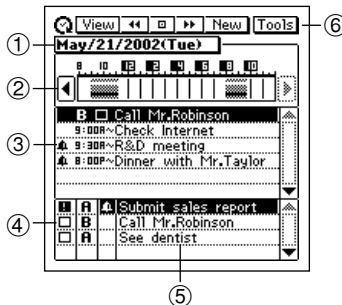 View New Tools
⑥
① May/21/2002(Tue)
8 10 12 2 4 6 8 10
②
B Call Mr.Robinson
9:00A~Check Internet
③ 9:30A~R&D meeting
8:00P~Dinner with Mr.Taylor
A Submit sales report
④ B Call Mr.Robinson
A See dentist
⑤